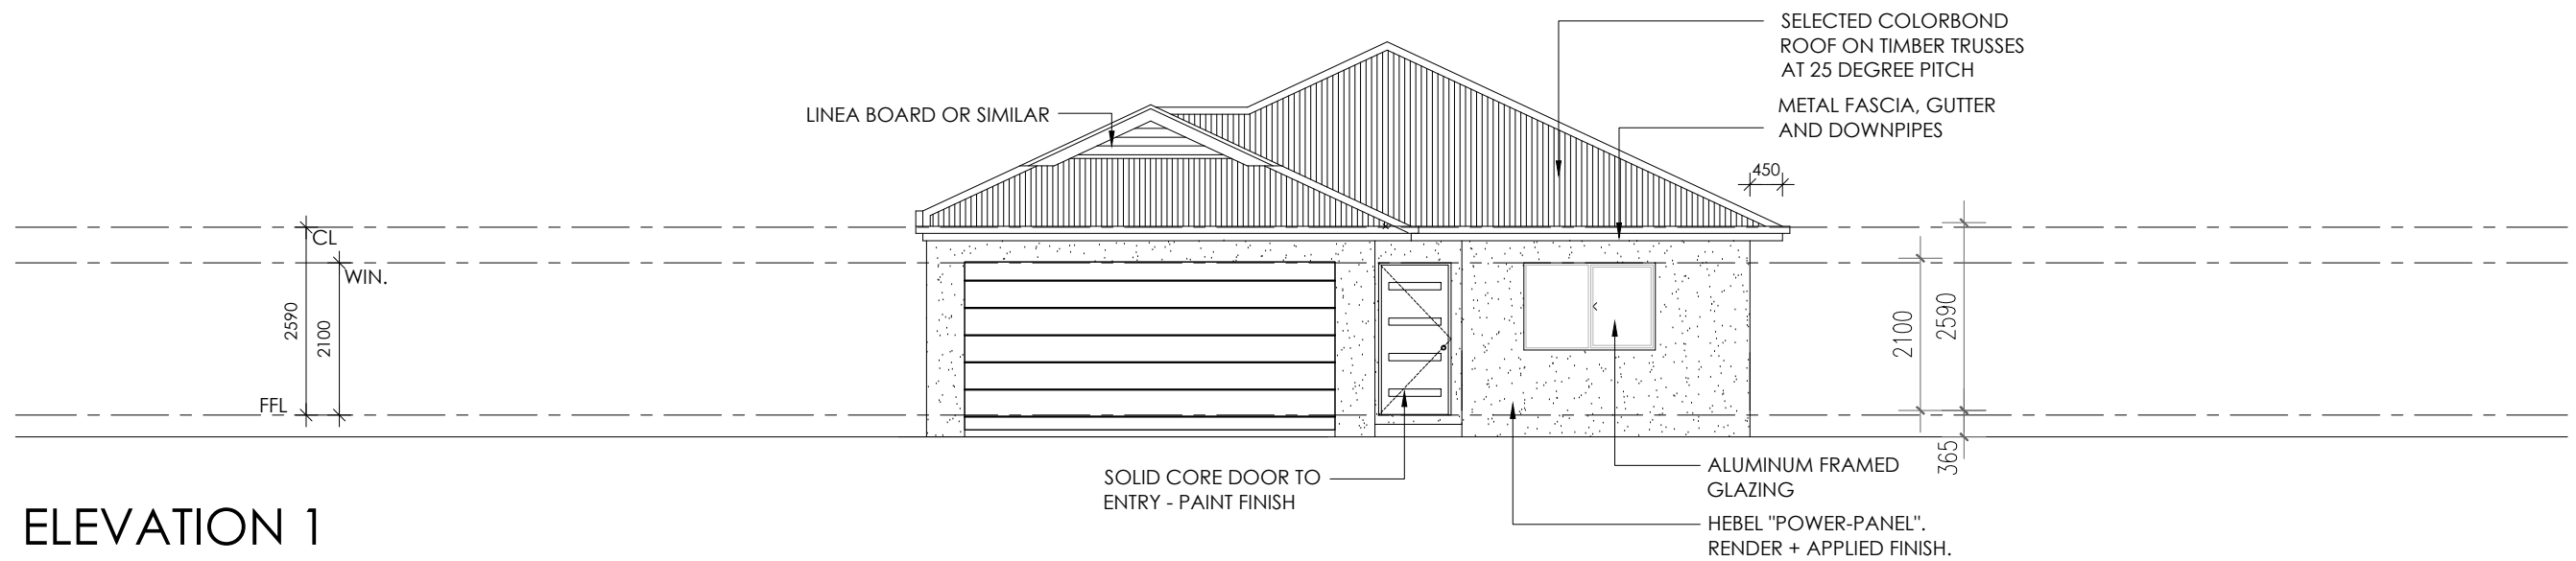 SELECTED COLORBOND
ROOF ON TIMBER TRUSSES
AT 25 DEGREE PITCH
METAL FASCIA, GUTTER
AND DOWNPIPES
LINEA BOARD OR SIMILAR
450
CL
WIN.
2590
2100
FFL
2100
2590
365
SOLID CORE DOOR TO
ENTRY - PAINT FINISH
ALUMINUM FRAMED
GLAZING
HEBEL "POWER-PANEL".
RENDER + APPLIED FINISH.
ELEVATION 1